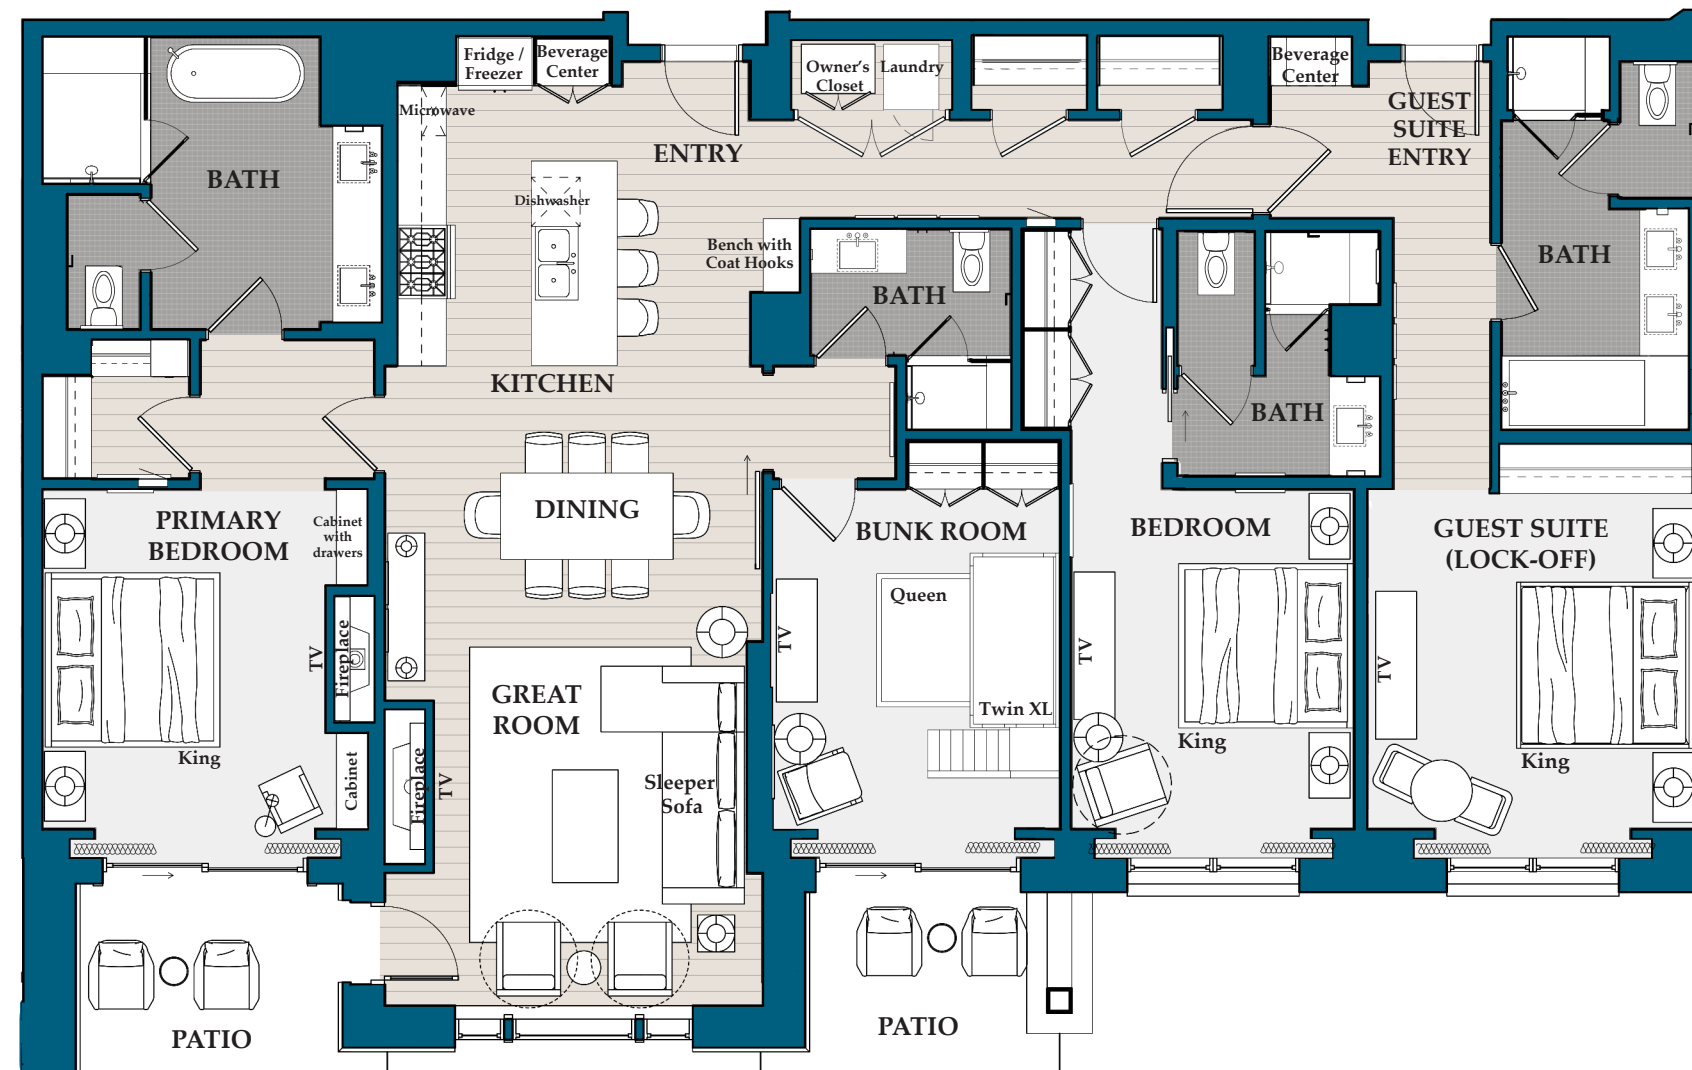 Fridge /
Freezer
Beverage
Center
Owner's
Closet
Laundry
Beverage
Center
Microwave
GUEST
SUITE
ENTRY
ENTRY
BATH
Dishwasher
Bench with
Coat Hooks
BATH
BATH
KITCHEN
BATH
DINING
PRIMARY
BEDROOM
Cabinet
with
drawers
BUNK ROOM
BEDROOM
GUEST SUITE
(LOCK-OFF)
Queen
TV
Fireplace
TV
TV
TV
GREAT
ROOM
Twin XL
King
King
King
Cabinet
Fireplace
TV
Sleeper
Sofa
PATIO
PATIO